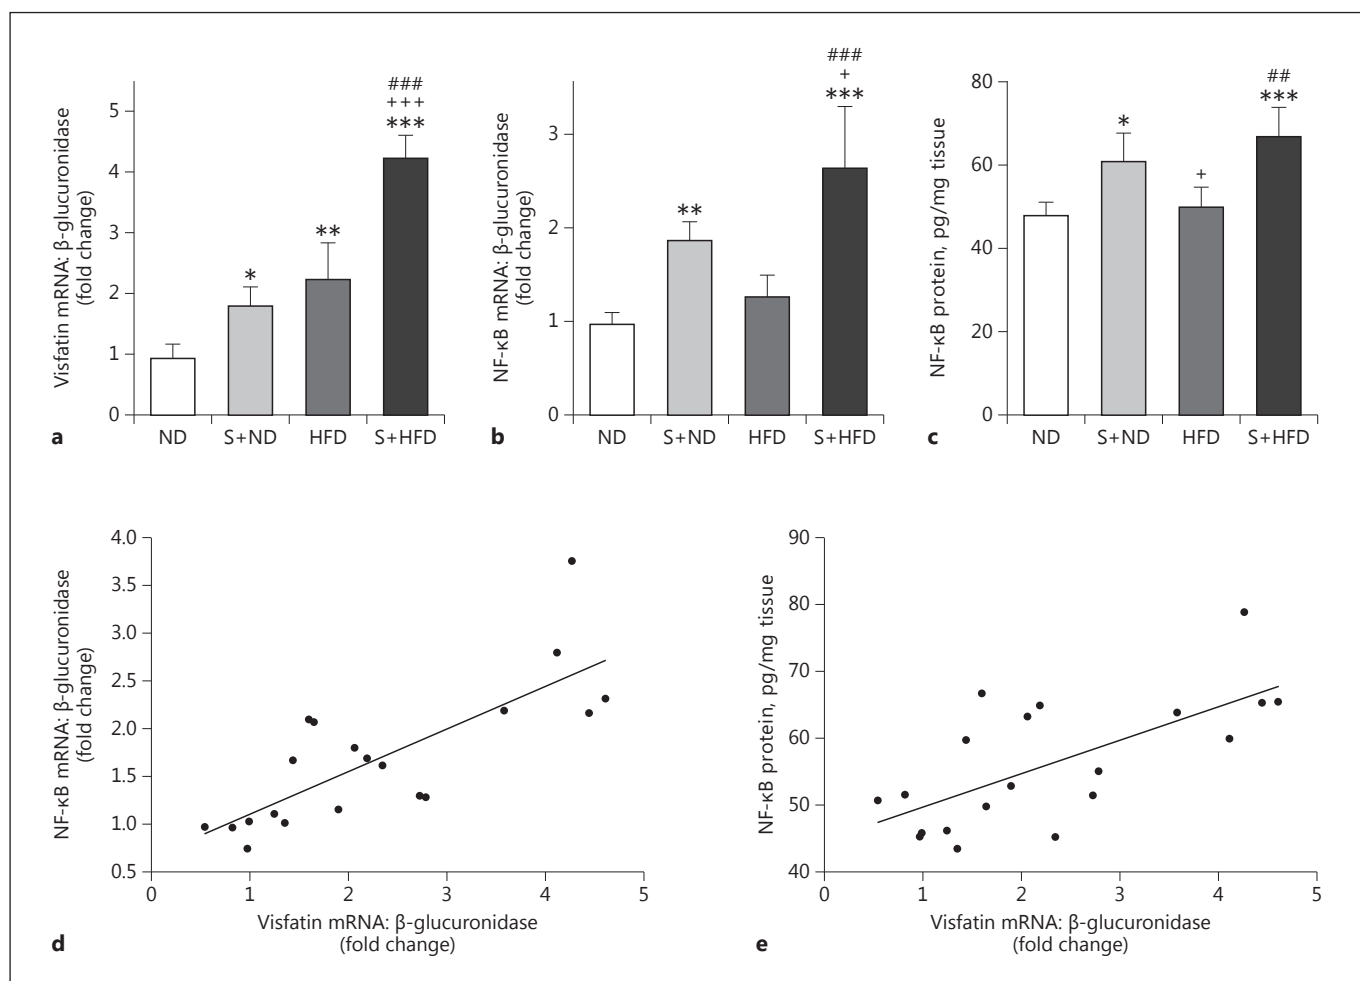 Visfatin mRNA: β-glucuronidase
(fold change)
5
4
3
2
1
0
*
**
###
+++
***
ND
S+ND
HFD
S+HFD
a
NF-κB mRNA: β-glucuronidase
(fold change)
3
2
1
0
**
###
+
***
ND
S+ND
HFD
S+HFD
b
NF-κB protein, pg/mg tissue
80
60
40
20
0
*
+
##
***
ND
S+ND
HFD
S+HFD
c
NF-κB mRNA: β-glucuronidase
(fold change)
4.0
3.5
3.0
2.5
2.0
1.5
1.0
0.5
0
1
2
3
4
5
Visfatin mRNA: β-glucuronidase
(fold change)
d
NF-κB protein, pg/mg tissue
90
80
70
60
50
40
0
1
2
3
4
5
Visfatin mRNA: β-glucuronidase
(fold change)
e